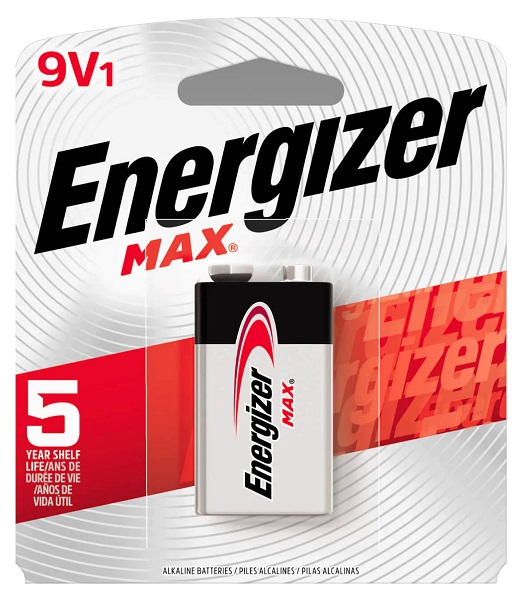 9V1
Energizer
MAX®
Energizer
MAX®
Energizer
5
YEAR SHELF
LIFE/ANS DE
DURÉE DE VIE
/AÑOS DE
VIDA ÚTIL
ALKALINE BATTERIES / PILES ALCALINES / PILAS ALCALINAS